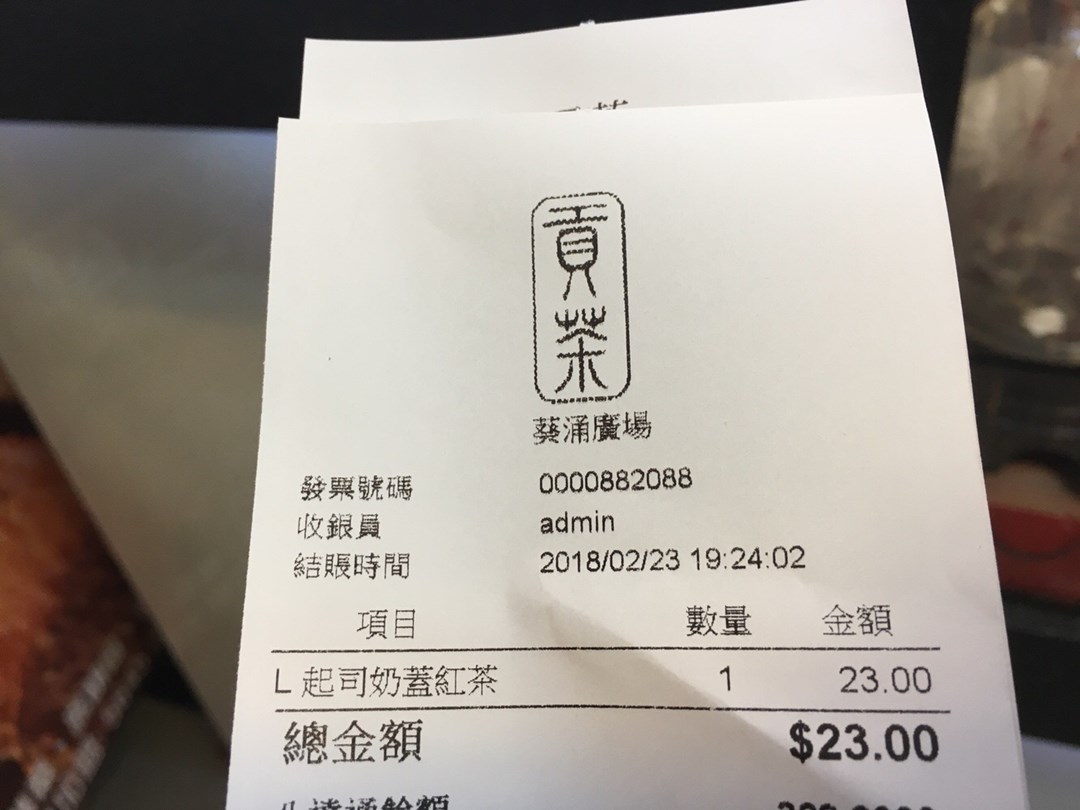 貢茶
葵涌廣場
發票號碼 0000882088
收銀員 admin
結賬時間 2018/02/23 19:24:02
項目 數量 金額
L 起司奶蓋紅茶 1 23.00
總金額 $23.00